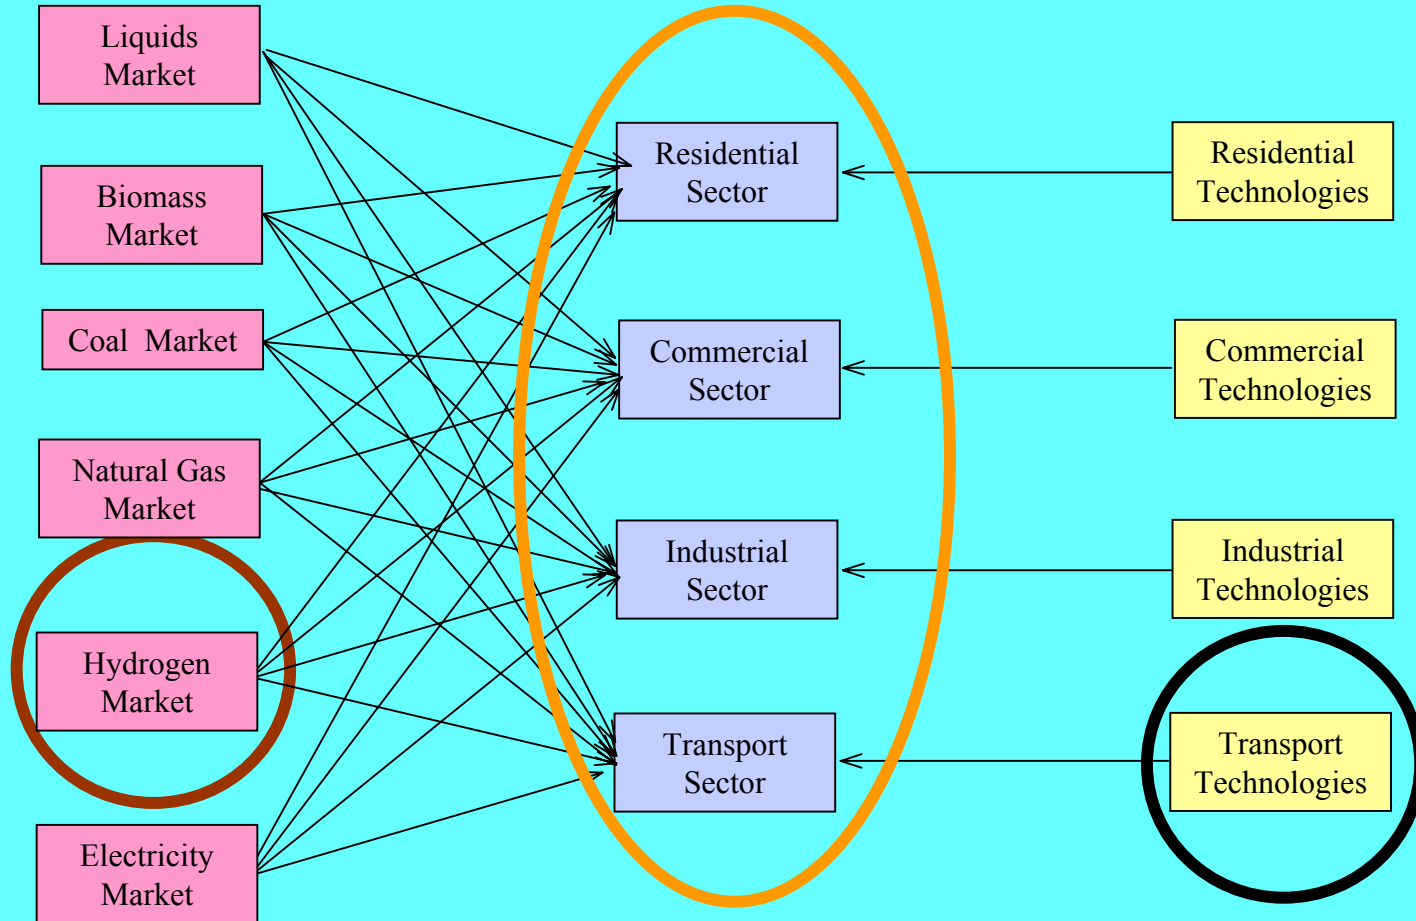 Liquids
Market
Biomass
Market
Coal  Market
Natural Gas
Market
Hydrogen
Market
Electricity
Market
Residential
Sector
Commercial
Sector
Industrial
Sector
Transport
Sector
Residential
Technologies
Commercial
Technologies
Industrial
Technologies
Transport
Technologies